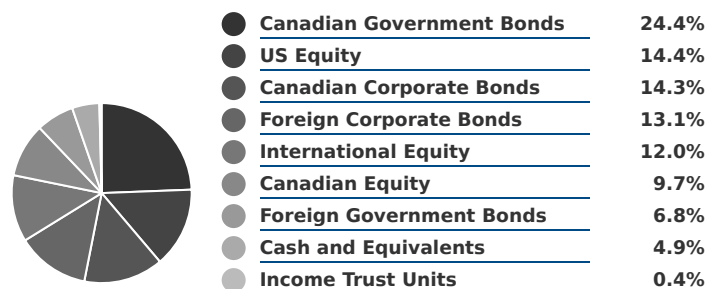 Canadian Government Bonds 24.4%
US Equity 14.4%
Canadian Corporate Bonds 14.3%
Foreign Corporate Bonds 13.1%
International Equity 12.0%
Canadian Equity 9.7%
Foreign Government Bonds 6.8%
Cash and Equivalents 4.9%
Income Trust Units 0.4%